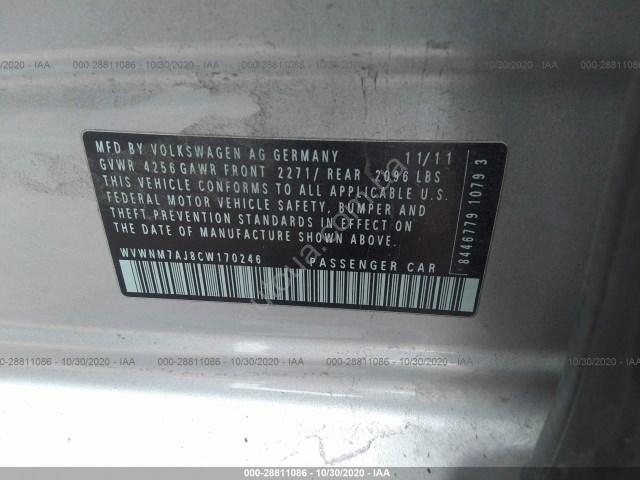 000-28811086 - 10/30/2020 - IAA
MFD BY VOLKSWAGEN AG GERMANY 11/11
GVWR 4256 GAWR FRONT 2271/ REAR 2096 LBS
THIS VEHICLE CONFORMS TO ALL APPLICABLE U.S.
FEDERAL MOTOR VEHICLE SAFETY, BUMPER AND
THEFT PREVENTION STANDARDS IN EFFECT ON
THE DATE OF MANUFACTURE SHOWN ABOVE.
WVWNM7AJ8CW170246 PASSENGER CAR
8446779 1079 3
000-28811086 - 10/30/2020 - IAA
000-28811086 - 10/30/2020 - IAA